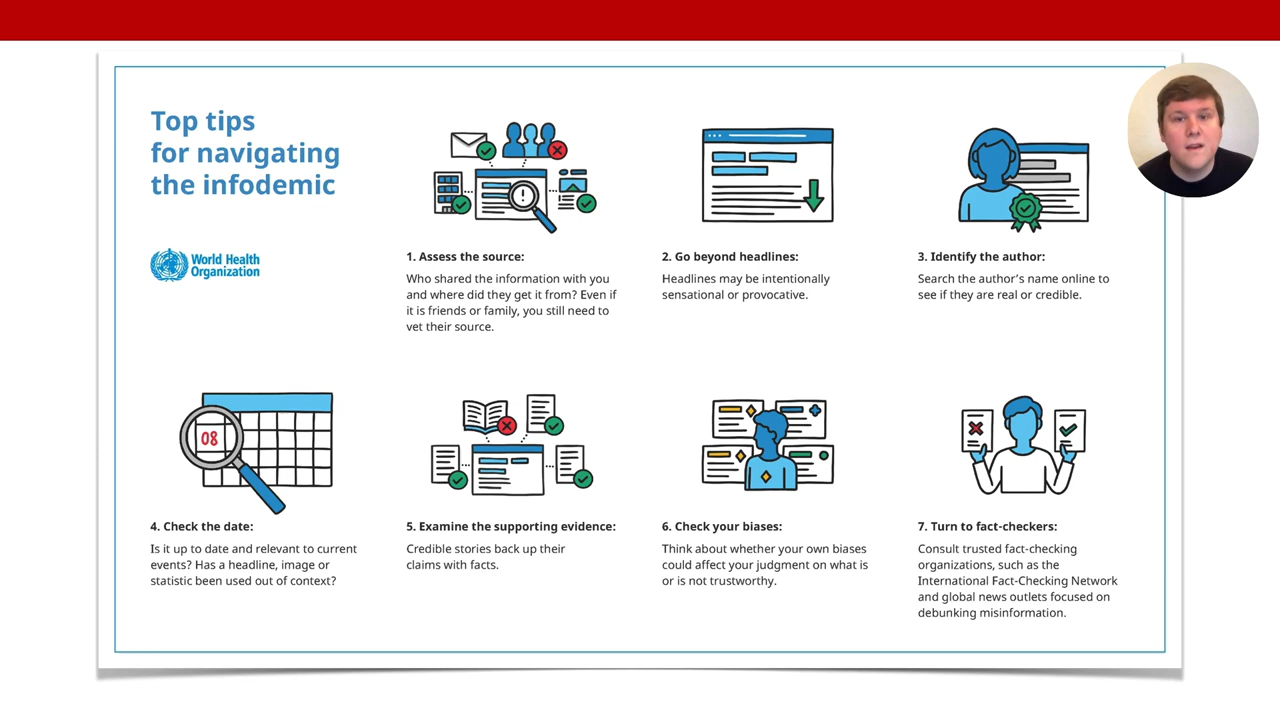 Top tips
for navigating
the infodemic
World Health
Organization
1. Assess the source:
Who shared the information with you
and where did they get it from? Even if
it is friends or family, you still need to
vet their source.
2. Go beyond headlines:
Headlines may be intentionally
sensational or provocative.
3. Identify the author:
Search the author’s name online to
see if they are real or credible.
08
4. Check the date:
Is it up to date and relevant to current
events? Has a headline, image or
statistic been used out of context?
5. Examine the supporting evidence:
Credible stories back up their
claims with facts.
6. Check your biases:
Think about whether your own biases
could affect your judgment on what is
or is not trustworthy.
7. Turn to fact-checkers:
Consult trusted fact-checking
organizations, such as the
International Fact-Checking Network
and global news outlets focused on
debunking misinformation.